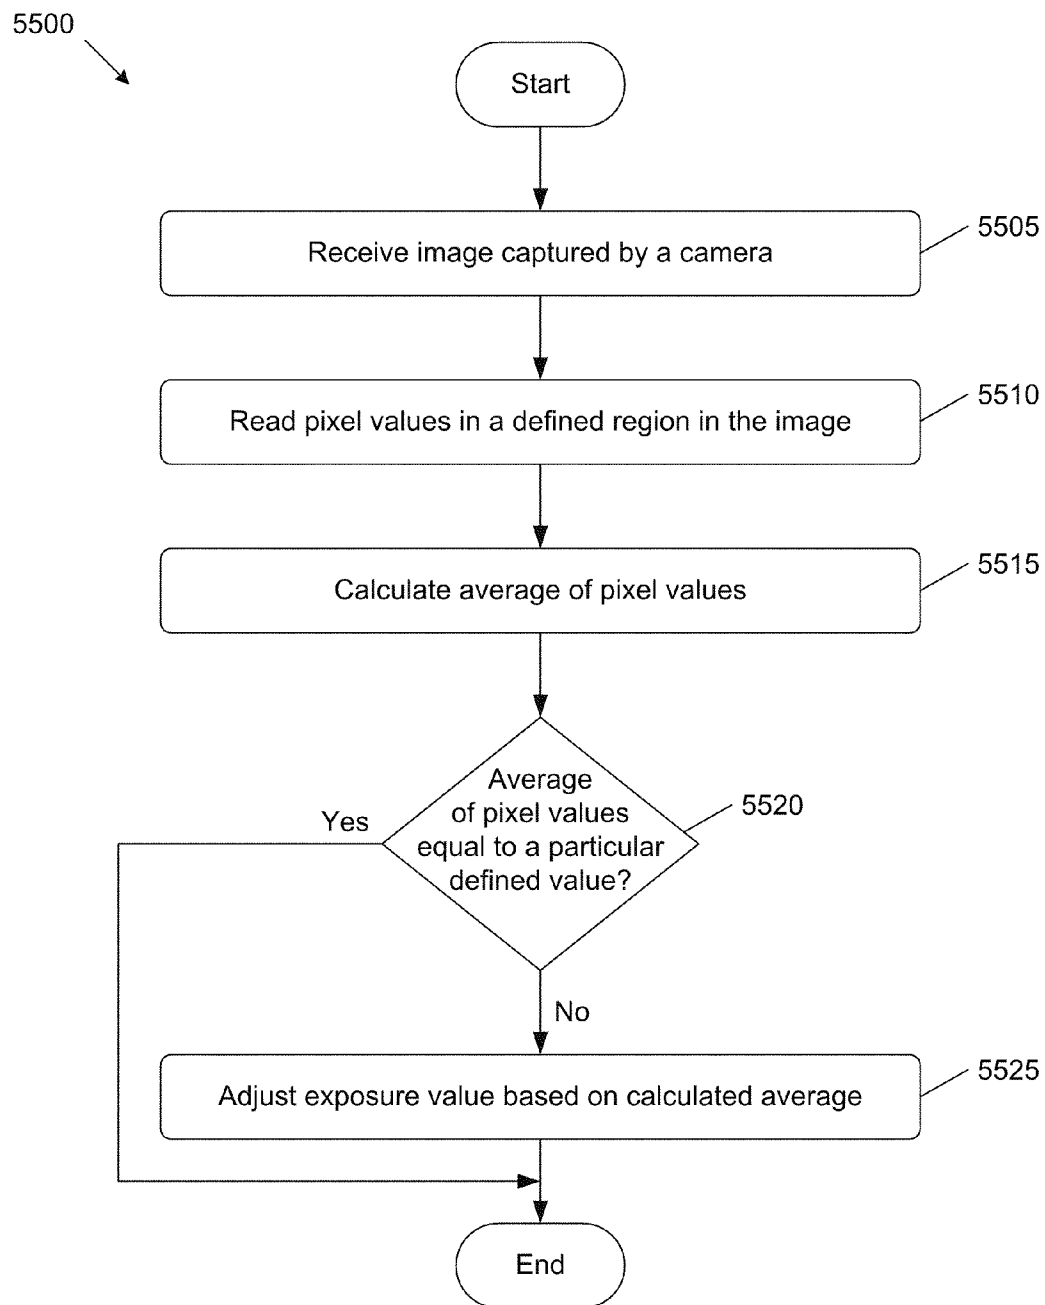 5500
Start
Receive image captured by a camera
5505
Read pixel values in a defined region in the image
5510
Calculate average of pixel values
5515
Average
of pixel values
equal to a particular
defined value?
5520
Yes
No
Adjust exposure value based on calculated average
5525
End